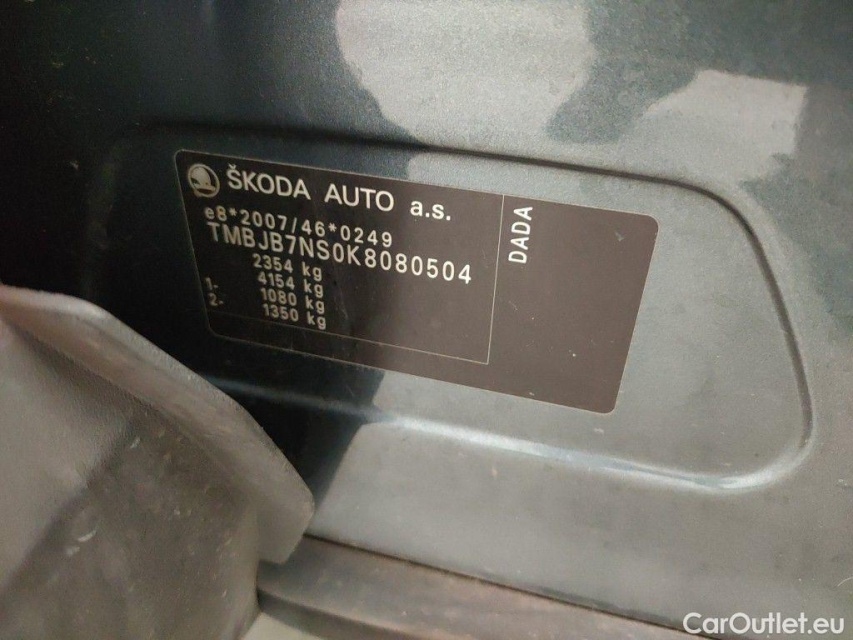 ŠKODA AUTO a.s.
e8*2007/46*0249
TMBJB7NS0K8080504
2354 kg
4154 kg
1- 1080 kg
2- 1350 kg
DADA
CarOutlet.eu